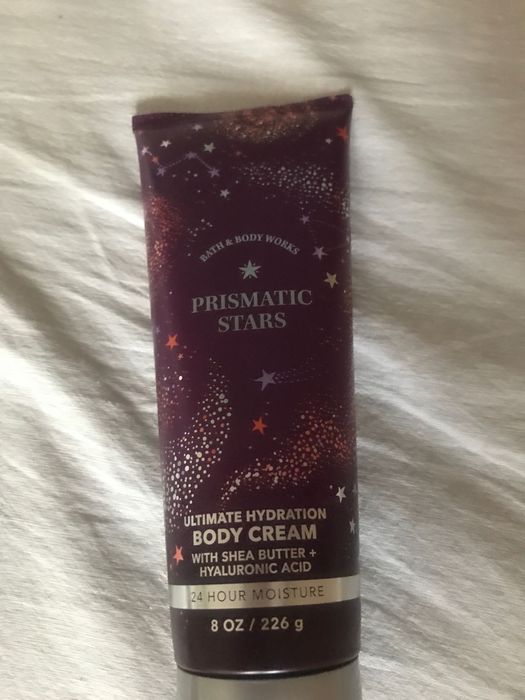 BATH & BODY WORKS
PRISMATIC
STARS
ULTIMATE HYDRATION
BODY CREAM
WITH SHEA BUTTER +
HYALURONIC ACID
24 HOUR MOISTURE
8 OZ / 226 g